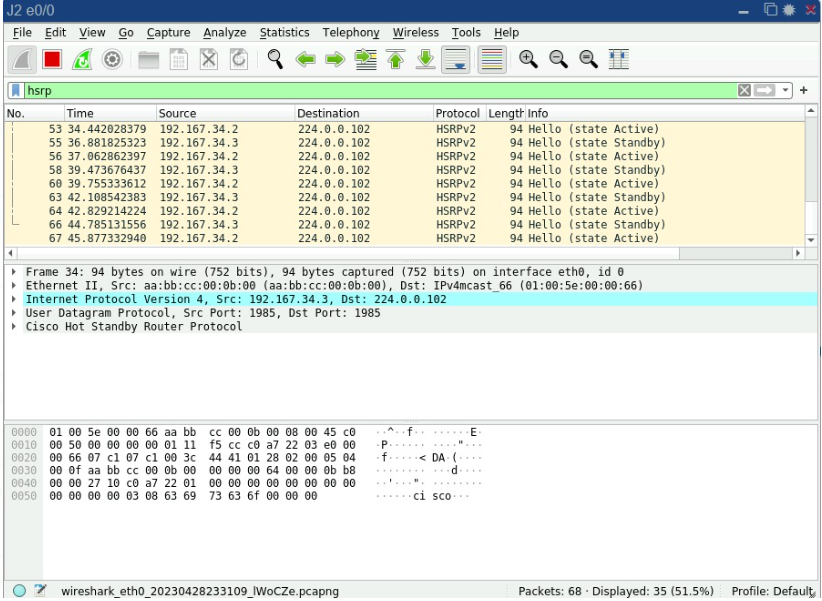 J2 e0/0
File Edit View Go Capture Analyze Statistics Telephony Wireless Tools Help
hsrp
No. Time Source Destination Protocol Length Info
53 34.442028379 192.167.34.2 224.0.0.102 HSRPv2 94 Hello (state Active)
55 36.881825323 192.167.34.3 224.0.0.102 HSRPv2 94 Hello (state Standby)
56 37.062862397 192.167.34.2 224.0.0.102 HSRPv2 94 Hello (state Active)
58 39.473676437 192.167.34.3 224.0.0.102 HSRPv2 94 Hello (state Standby)
60 39.755333612 192.167.34.2 224.0.0.102 HSRPv2 94 Hello (state Active)
63 42.108542383 192.167.34.3 224.0.0.102 HSRPv2 94 Hello (state Standby)
64 42.829214224 192.167.34.2 224.0.0.102 HSRPv2 94 Hello (state Active)
66 44.785131556 192.167.34.3 224.0.0.102 HSRPv2 94 Hello (state Standby)
67 45.877332940 192.167.34.2 224.0.0.102 HSRPv2 94 Hello (state Active)
Frame 34: 94 bytes on wire (752 bits), 94 bytes captured (752 bits) on interface eth0, id 0
Ethernet II, Src: aa:bb:cc:00:0b:00 (aa:bb:cc:00:0b:00), Dst: IPv4mcast_66 (01:00:5e:00:00:66)
Internet Protocol Version 4, Src: 192.167.34.3, Dst: 224.0.0.102
User Datagram Protocol, Src Port: 1985, Dst Port: 1985
Cisco Hot Standby Router Protocol
0000 01 00 5e 00 00 66 aa bb cc 00 0b 00 08 00 45 c0 ··^··f·· ······E·
0010 00 50 00 00 00 00 01 11 f5 cc c0 a7 22 03 e0 00 ·P······ ····"···
0020 00 66 07 c1 07 c1 00 3c 44 41 01 28 02 00 05 04 ·f·····< DA·(····
0030 00 0f aa bb cc 00 0b 00 00 00 00 64 00 00 0b b8 ········ ···d····
0040 00 00 27 10 c0 a7 22 01 00 00 00 00 00 00 00 00 ··'···"· ········
0050 00 00 00 00 03 08 63 69 73 63 6f 00 00 00 ······ci sco···
wireshark_eth0_20230428233109_lWoCZe.pcapng Packets: 68 · Displayed: 35 (51.5%) Profile: Default